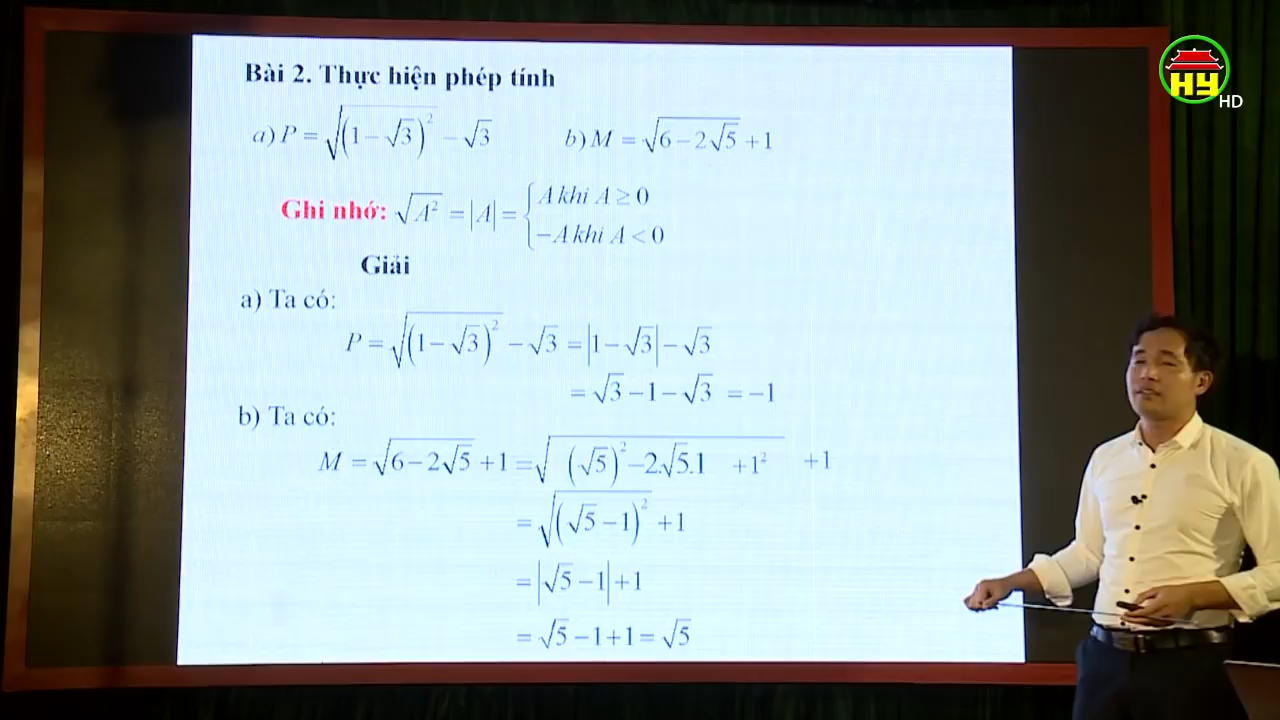 Bài 2. Thực hiện phép tính
a) P = √(1 − √3)² − √3 b) M = √(6 − 2√5) + 1
Ghi nhớ: √A² = |A| = { A khi A ≥ 0
−A khi A < 0
Giải
a) Ta có:
P = √(1 − √3)² − √3 = |1 − √3| − √3
= √3 − 1 − √3 = −1
b) Ta có:
M = √(6 − 2√5) + 1 = √((√5)² − 2.√5.1 + 1²) + 1
= √(√5 − 1)² + 1
= |√5 − 1| + 1
= √5 − 1 + 1 = √5
HY
HD